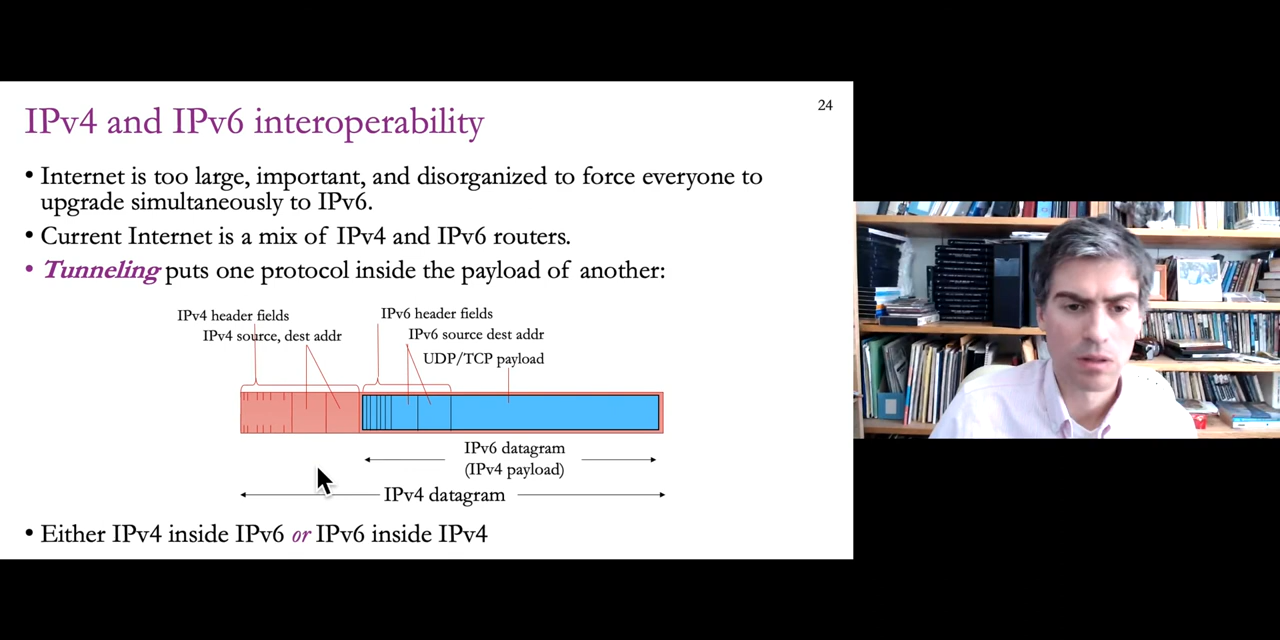 24
IPv4 and IPv6 interoperability
• Internet is too large, important, and disorganized to force everyone to
upgrade simultaneously to IPv6.
• Current Internet is a mix of IPv4 and IPv6 routers.
• Tunneling puts one protocol inside the payload of another:
IPv4 header fields
IPv4 source, dest addr
IPv6 header fields
IPv6 source dest addr
UDP/TCP payload
IPv6 datagram
(IPv4 payload)
IPv4 datagram
• Either IPv4 inside IPv6 or IPv6 inside IPv4